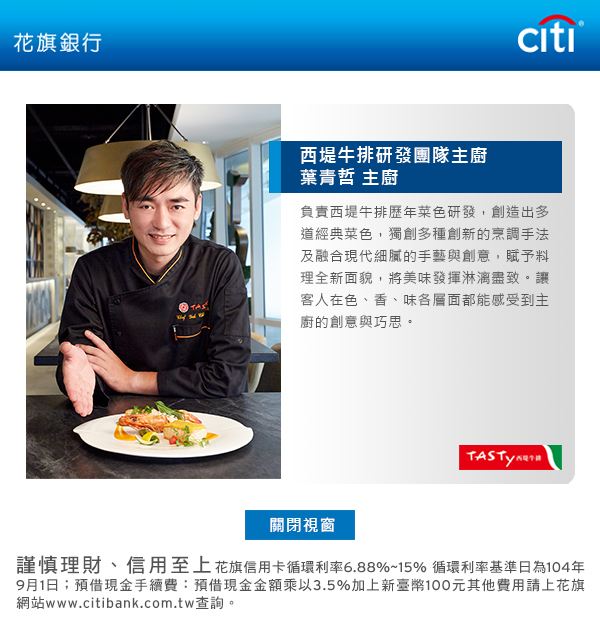 花旗銀行
citi®
西堤牛排研發團隊主廚
葉青哲 主廚
負責西堤牛排歷年菜色研發，創造出多
道經典菜色，獨創多種創新的烹調手法
及融合現代細膩的手藝與創意，賦予料
理全新面貌，將美味發揮淋漓盡致。讓
客人在色、香、味各層面都能感受到主
廚的創意與巧思。
TASTy
TASTy 西堤牛排
關閉視窗
謹慎理財、信用至上花旗信用卡循環利率6.88%~15% 循環利率基準日為104年
9月1日；預借現金手續費：預借現金金額乘以3.5%加上新臺幣100元其他費用請上花旗
網站www.citibank.com.tw查詢。